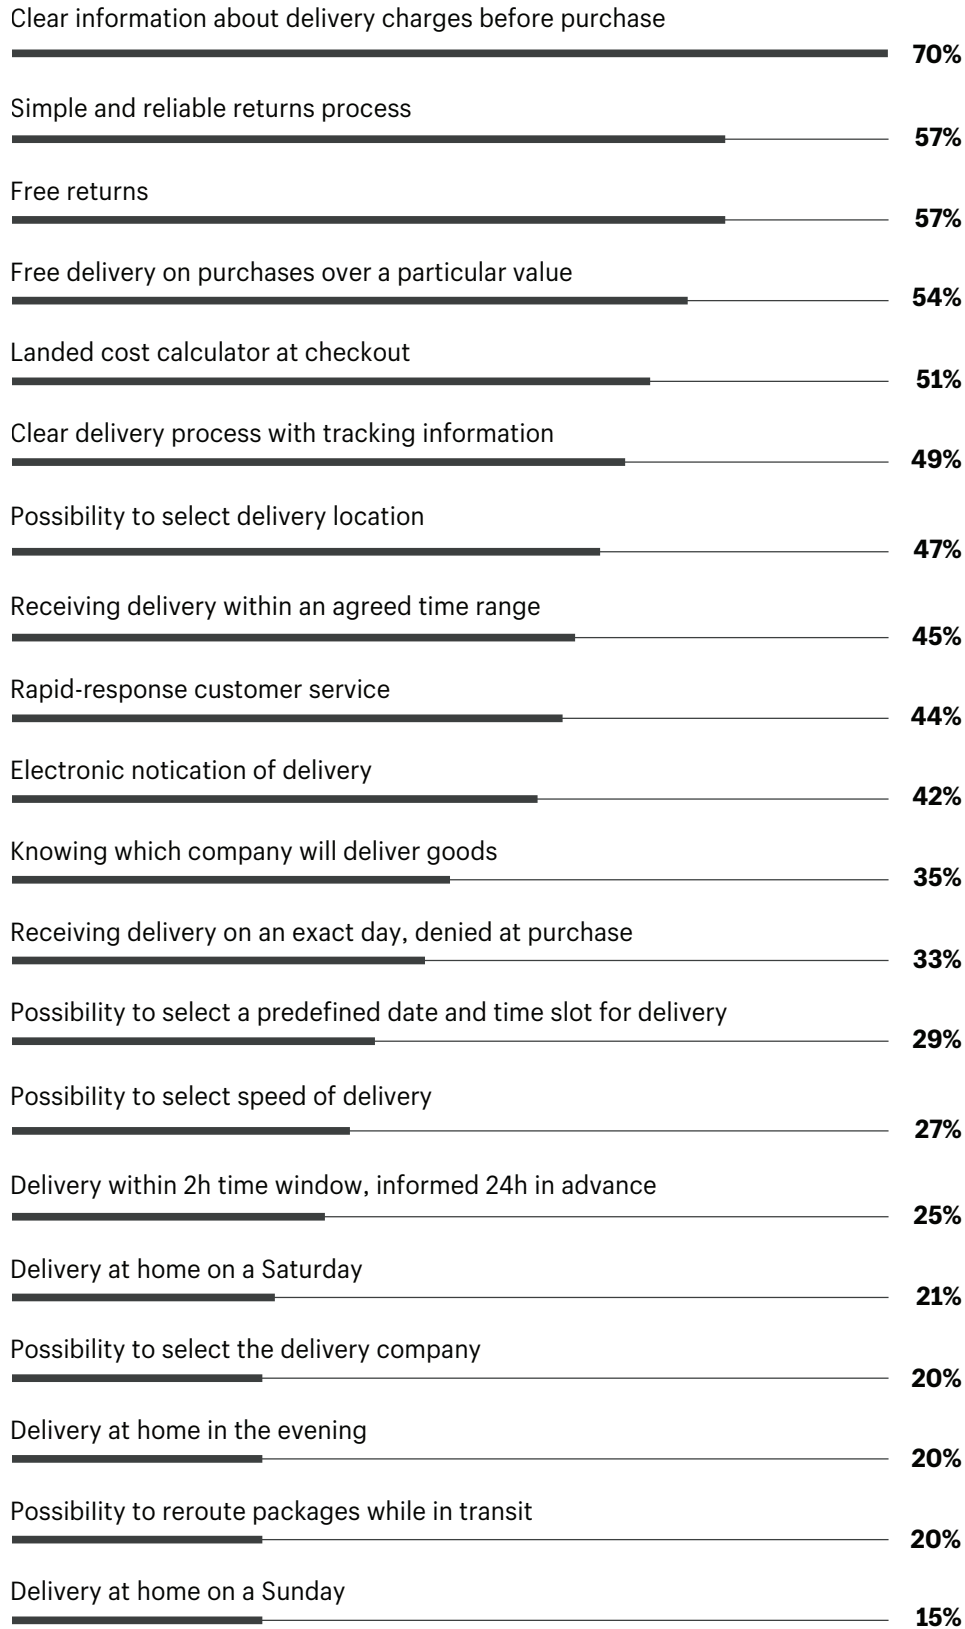 Clear information about delivery charges before purchase
70%
Simple and reliable returns process
57%
Free returns
57%
Free delivery on purchases over a particular value
54%
Landed cost calculator at checkout
51%
Clear delivery process with tracking information
49%
Possibility to select delivery location
47%
Receiving delivery within an agreed time range
45%
Rapid-response customer service
44%
Electronic notication of delivery
42%
Knowing which company will deliver goods
35%
Receiving delivery on an exact day, denied at purchase
33%
Possibility to select a predefined date and time slot for delivery
29%
Possibility to select speed of delivery
27%
Delivery within 2h time window, informed 24h in advance
25%
Delivery at home on a Saturday
21%
Possibility to select the delivery company
20%
Delivery at home in the evening
20%
Possibility to reroute packages while in transit
20%
Delivery at home on a Sunday
15%